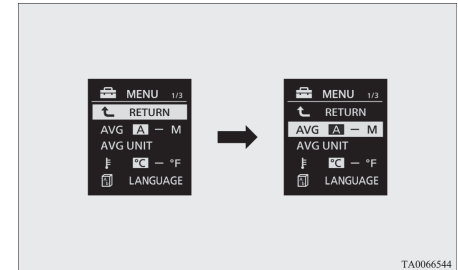 MENU 1/3
RETURN
AVG A – M
AVG UNIT
°C – °F
LANGUAGE
MENU 1/3
RETURN
AVG A – M
AVG UNIT
°C – °F
LANGUAGE
TA0066544